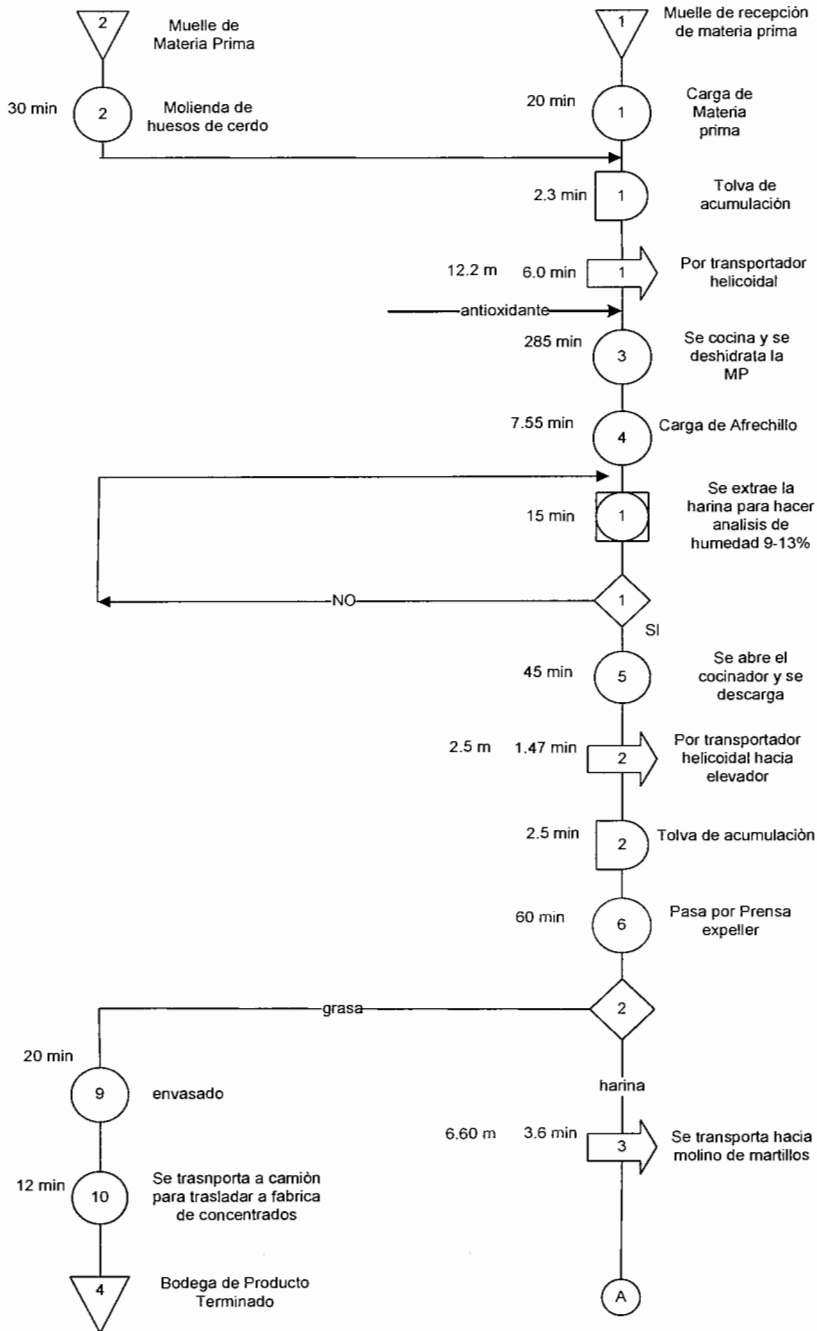 2
Muelle de
Materia Prima
1
Muelle de recepción
de materia prima
30 min
2
Molienda de
huesos de cerdo
20 min
1
Carga de
Materia
prima
2.3 min
1
Tolva de
acumulación
12.2 m
6.0 min
1
Por transportador
helicoidal
antioxidante
285 min
3
Se cocina y se
deshidrata la
MP
7.55 min
4
Carga de Afrechillo
15 min
1
Se extrae la
harina para hacer
analisis de
humedad 9-13%
NO
1
SI
45 min
5
Se abre el
cocinador y se
descarga
2.5 m
1.47 min
2
Por transportador
helicoidal hacia
elevador
2.5 min
2
Tolva de acumulaciòn
60 min
6
Pasa por Prensa
expeller
grasa
2
20 min
9
envasado
harina
6.60 m
3.6 min
3
Se transporta hacia
molino de martillos
12 min
10
Se trasnporta a camiòn
para trasladar a fabrica
de concentrados
4
Bodega de Producto
Terminado
A